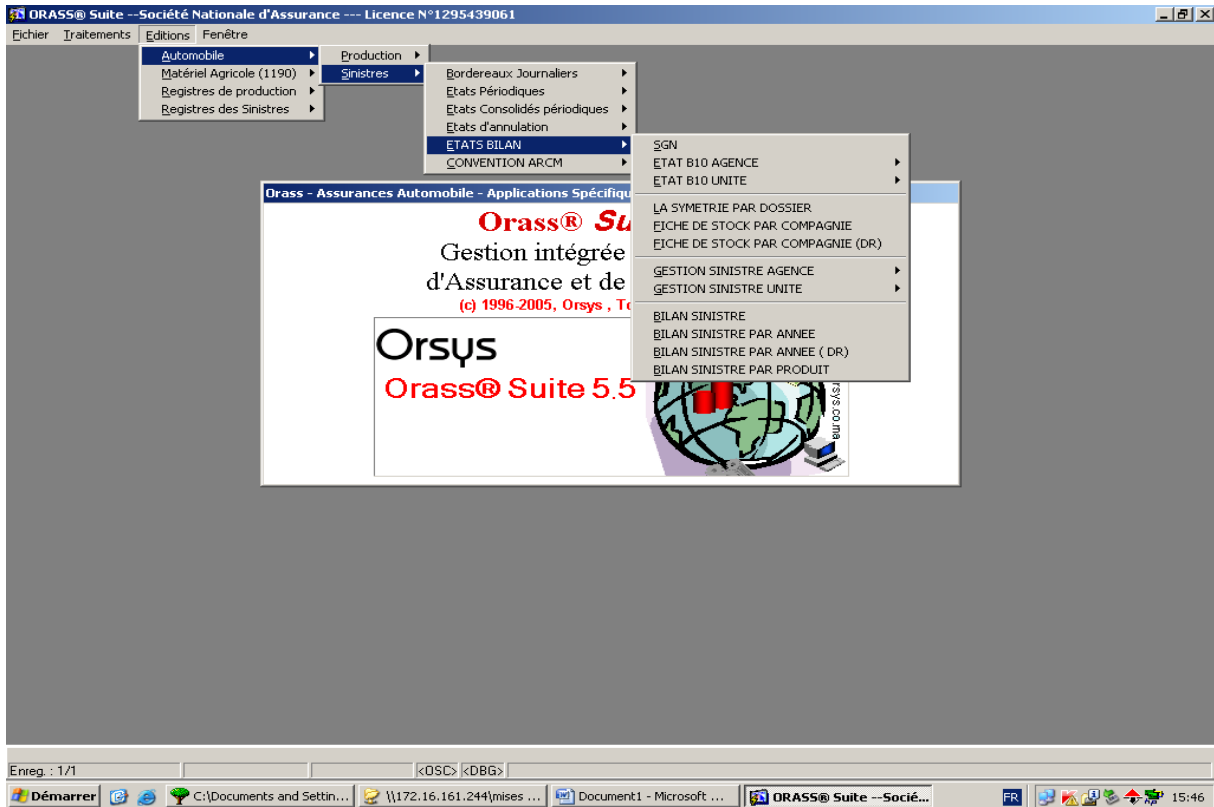 ORASS® Suite --Société Nationale d'Assurance --- Licence N°1295439061
Fichier Traitements Editions Fenêtre
Automobile
Matériel Agricole (1190)
Registres de production
Registres des Sinistres
Production
Sinistres
Bordereaux Journaliers
Etats Périodiques
Etats Consolidés périodiques
Etats d'annulation
ETATS BILAN
CONVENTION ARCM
SGN
ETAT B10 AGENCE
ETAT B10 UNITE
LA SYMETRIE PAR DOSSIER
FICHE DE STOCK PAR COMPAGNIE
FICHE DE STOCK PAR COMPAGNIE (DR)
GESTION SINISTRE AGENCE
GESTION SINISTRE UNITE
BILAN SINISTRE
BILAN SINISTRE PAR ANNEE
BILAN SINISTRE PAR ANNEE ( DR)
BILAN SINISTRE PAR PRODUIT
Orass - Assurances Automobile - Applications Spécifiqu
Orass® Su
Gestion intégrée
d'Assurance et de
(c) 1996-2005, Orsys , To
Orsys
Orass® Suite 5.5
rsys.co.ma
Enreg. : 1/1 <OSC> <DBG>
Démarrer C:\Documents and Settin... \\172.16.161.244\mises ... Document1 - Microsoft ... ORASS® Suite --Socié... FR 15:46